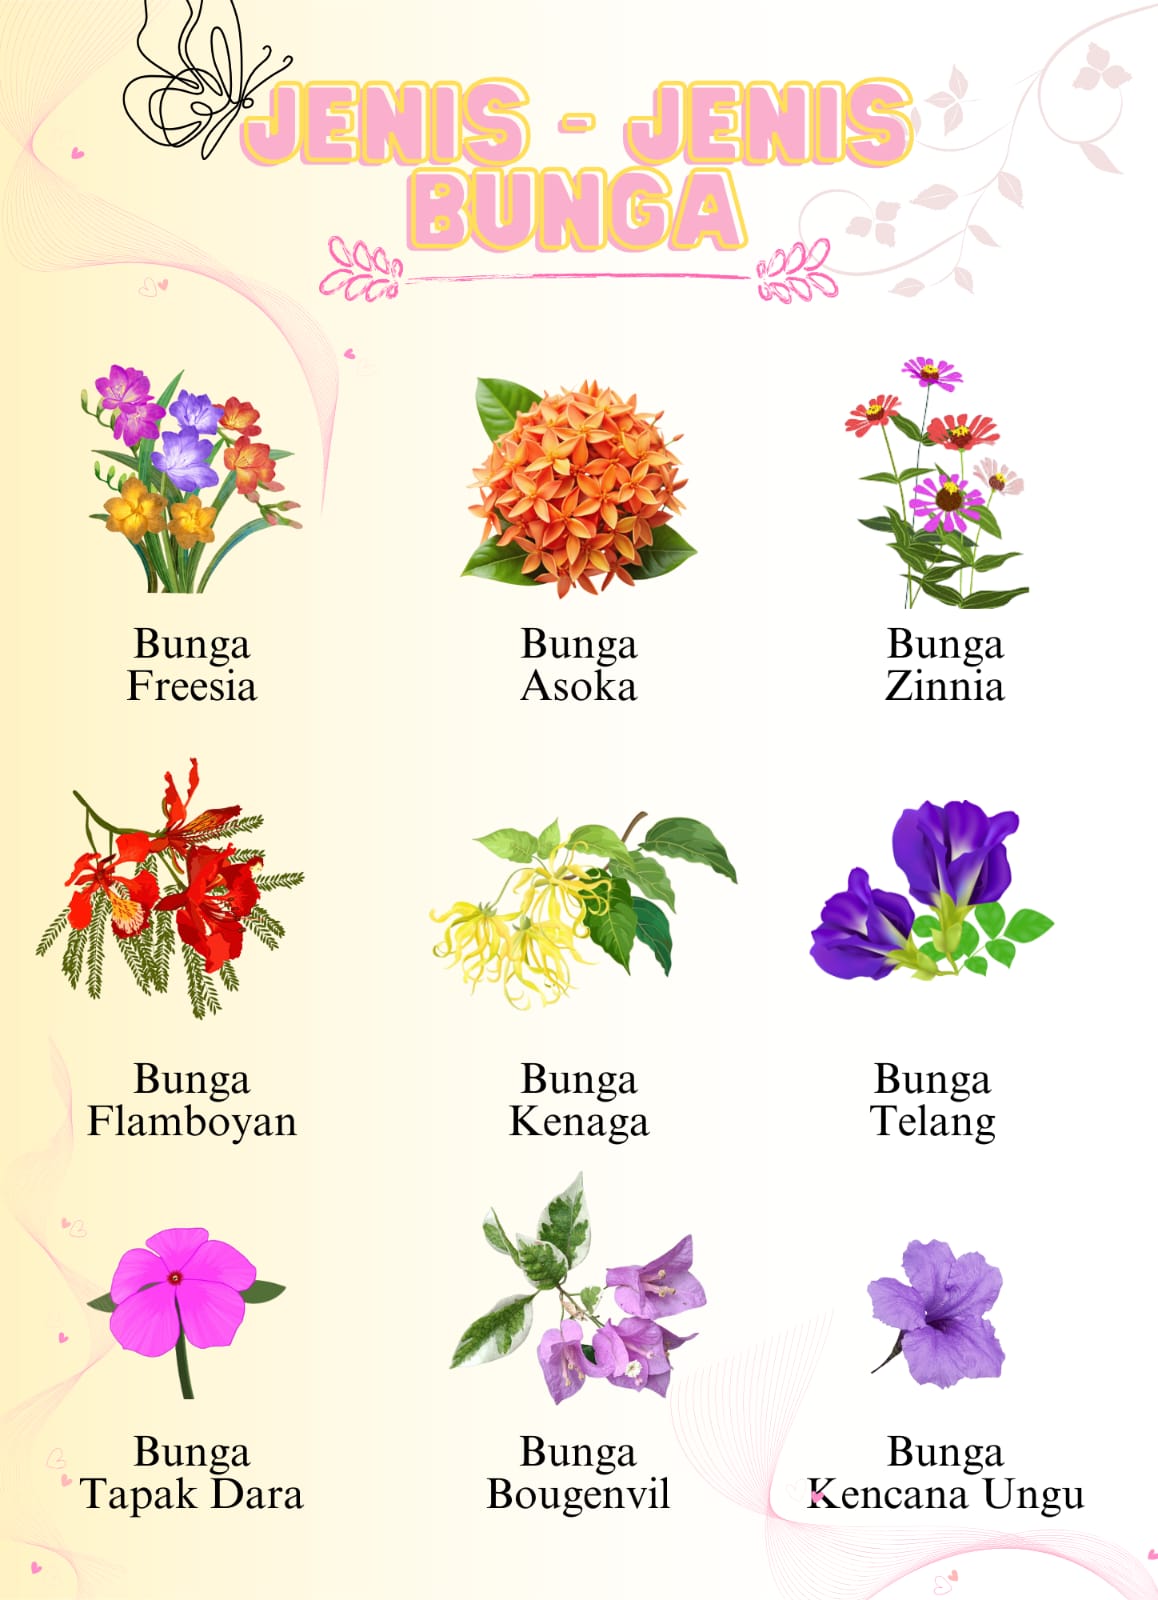 JENIS - JENIS
BUNGA
Bunga
Freesia
Bunga
Asoka
Bunga
Zinnia
Bunga
Flamboyan
Bunga
Kenaga
Bunga
Telang
Bunga
Tapak Dara
Bunga
Bougenvil
Bunga
Kencana Ungu